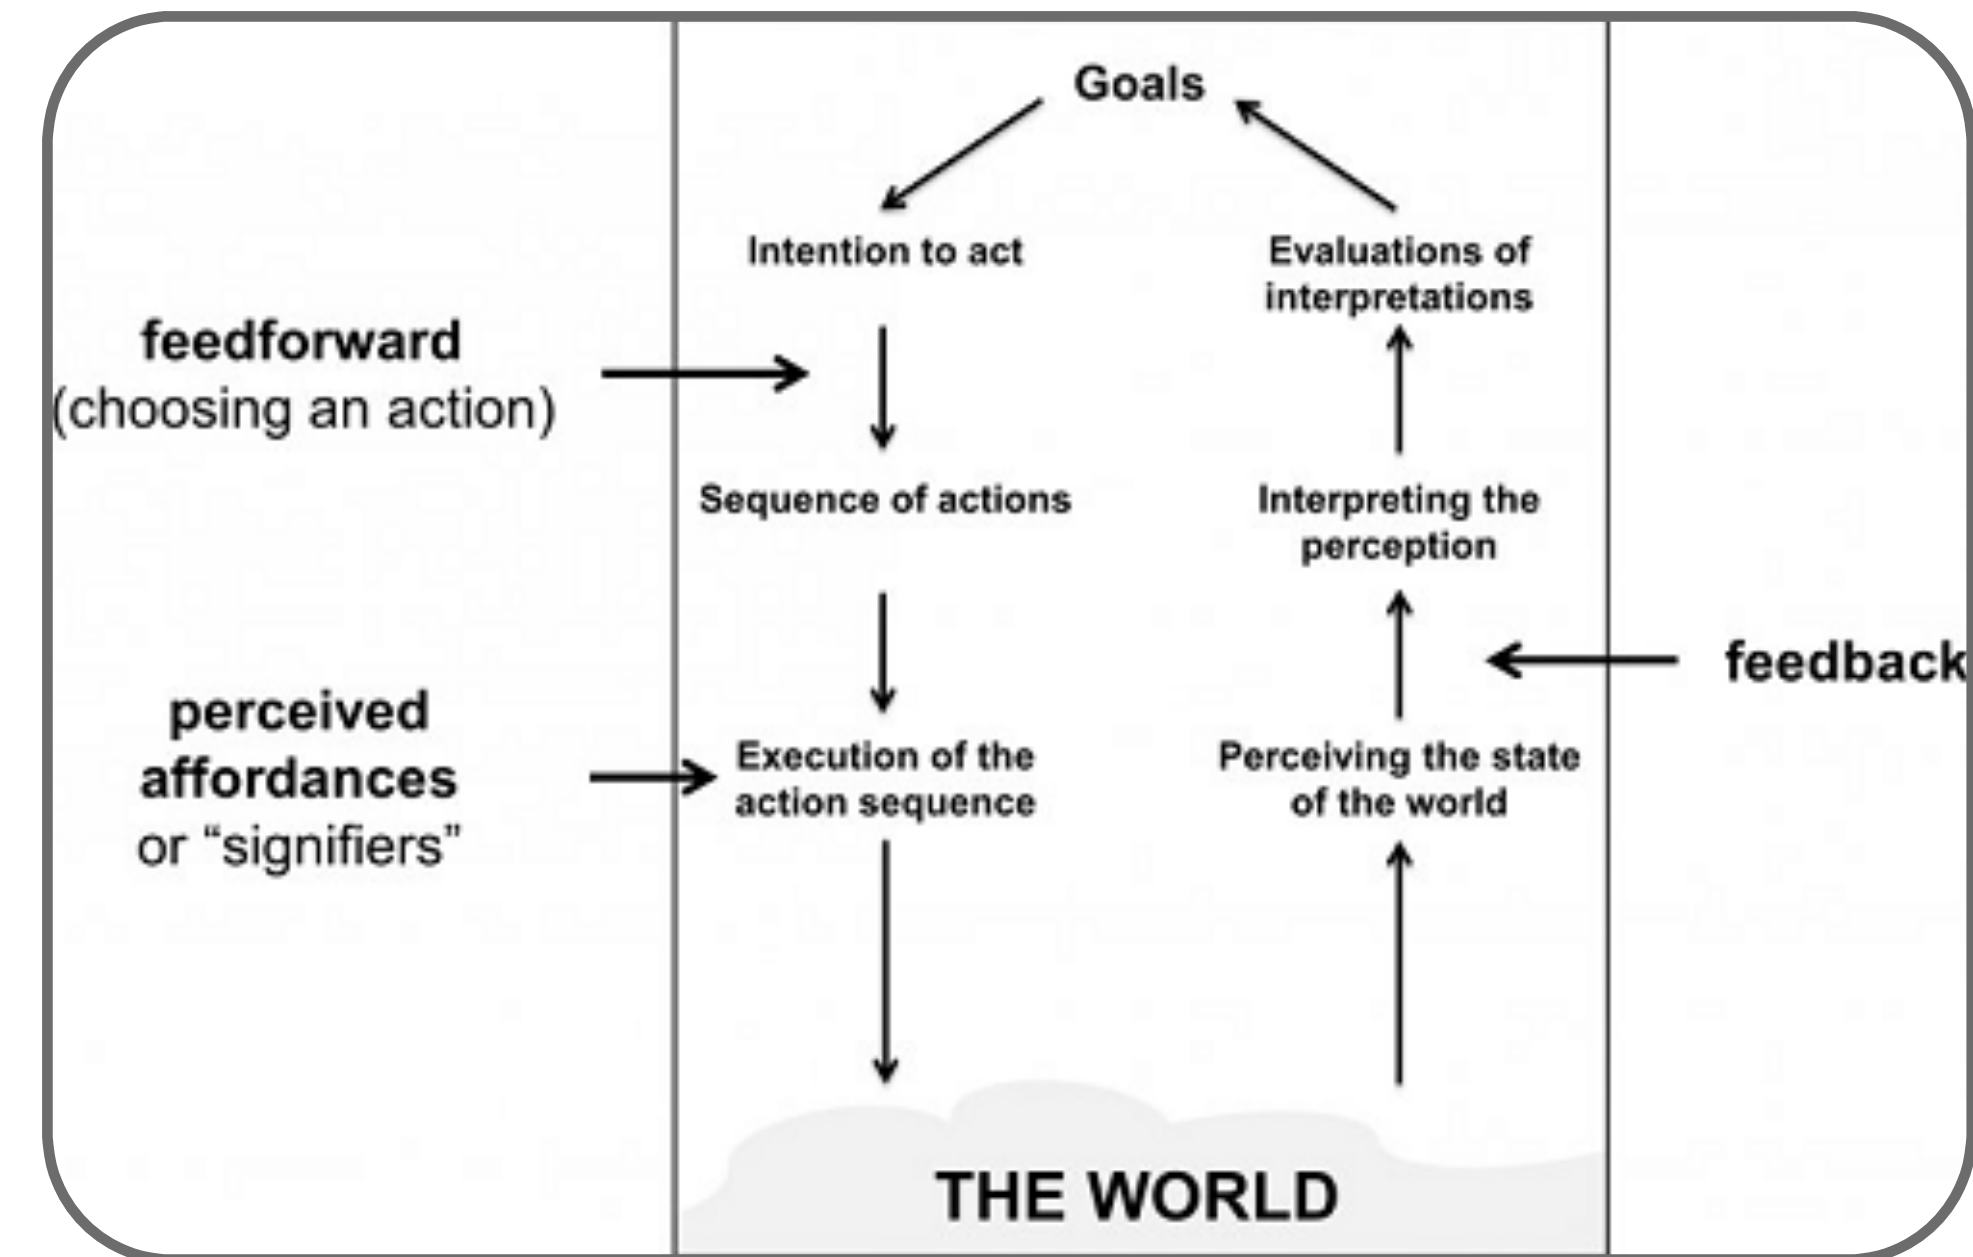 Goals
Intention to act
Evaluations of
interpretations
feedforward
(choosing an action)
Sequence of actions
Interpreting the
perception
feedback
perceived
affordances
or “signifiers”
Execution of the
action sequence
Perceiving the state
of the world
THE WORLD